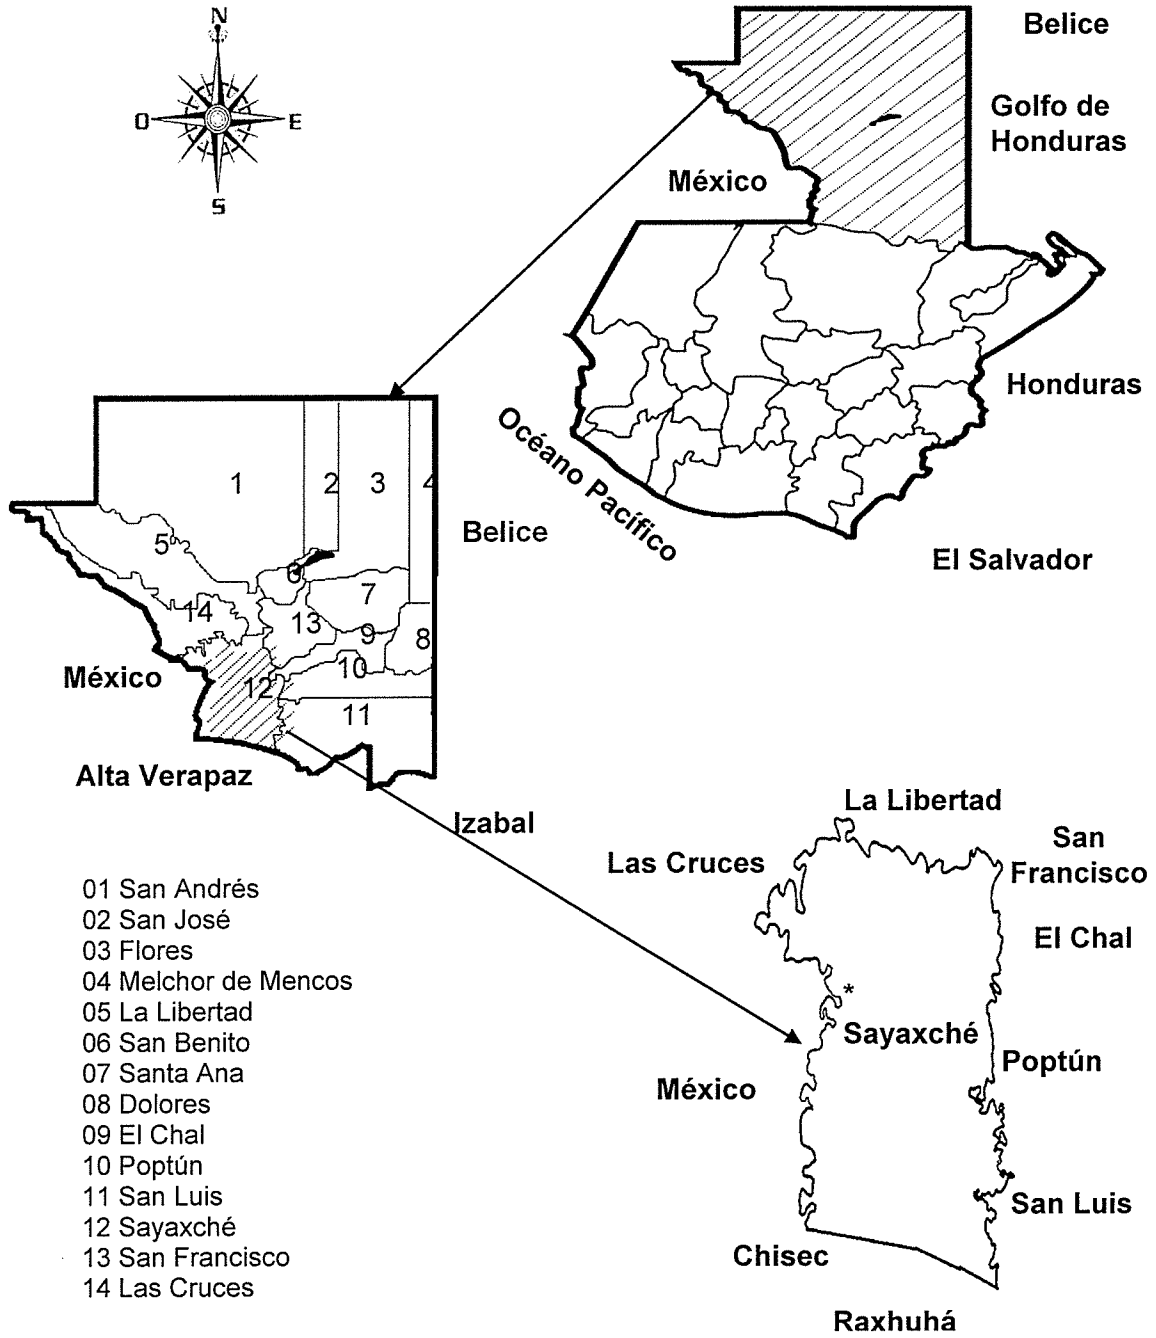 N
O
E
S
Belice
Golfo de
Honduras
México
Honduras
Océano Pacífico
El Salvador
1
2
3
4
5
6
7
8
9
10
11
12
13
14
Belice
México
Alta Verapaz
Izabal
01 San Andrés
02 San José
03 Flores
04 Melchor de Mencos
05 La Libertad
06 San Benito
07 Santa Ana
08 Dolores
09 El Chal
10 Poptún
11 San Luis
12 Sayaxché
13 San Francisco
14 Las Cruces
La Libertad
San
Francisco
Las Cruces
El Chal
*
Sayaxché
Poptún
México
San Luis
Chisec
Raxhuhá